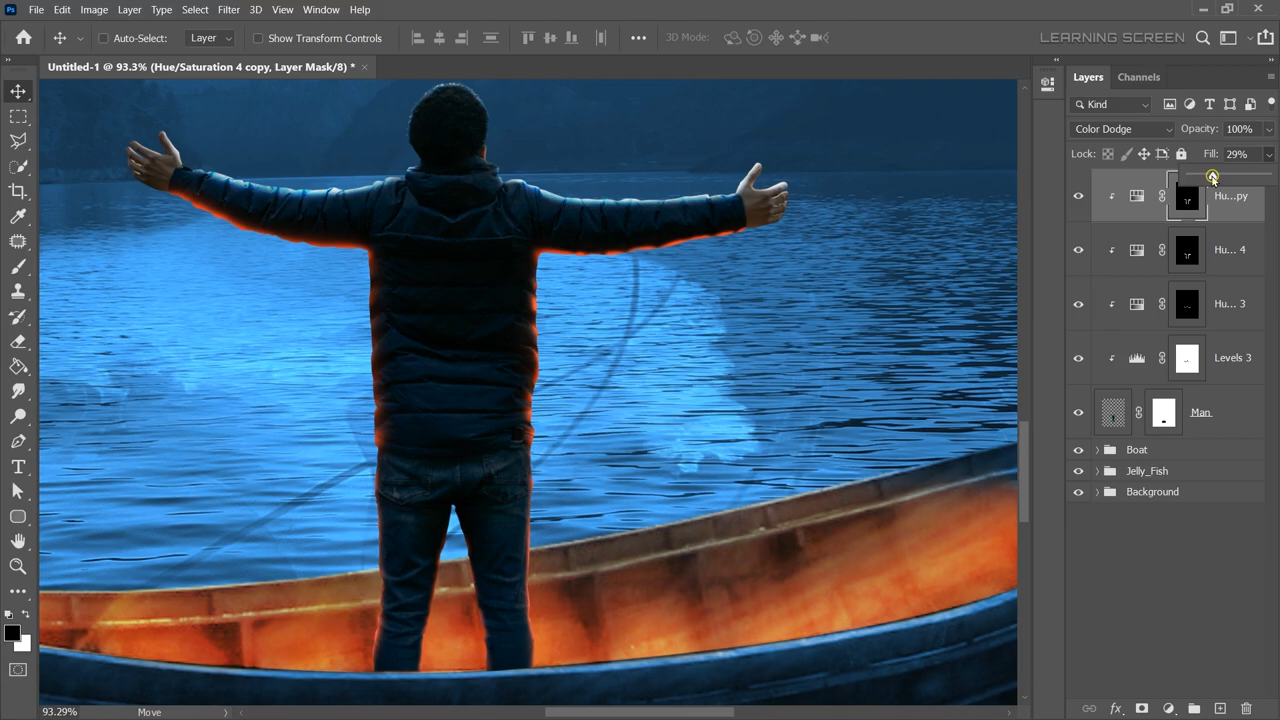 Ps File Edit Image Layer Type Select Filter 3D View Window Help
Auto-Select: Layer Show Transform Controls 3D Mode: LEARNING SCREEN
Untitled-1 @ 93.3% (Hue/Saturation 4 copy, Layer Mask/8) *
Layers Channels
Kind
Color Dodge Opacity: 100%
Lock: Fill: 29%
Hu...py
Hu... 4
Hu... 3
Levels 3
Man
Boat
Jelly_Fish
Background
93.29% Move